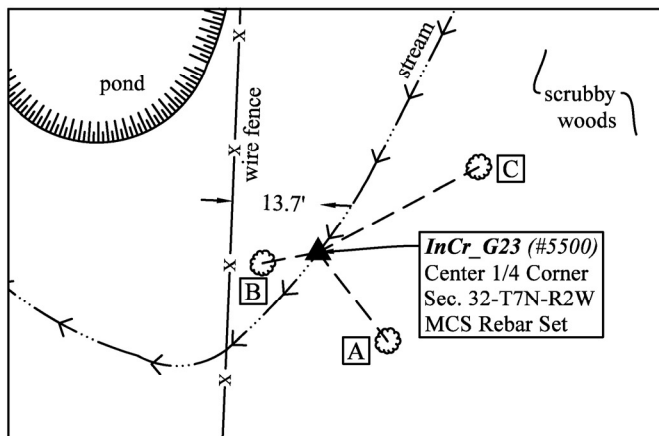 pond
wire fence
stream
scrubby
woods
13.7'
C
B
A
InCr_G23 (#5500)
Center 1/4 Corner
Sec. 32-T7N-R2W
MCS Rebar Set
x
x
x
x